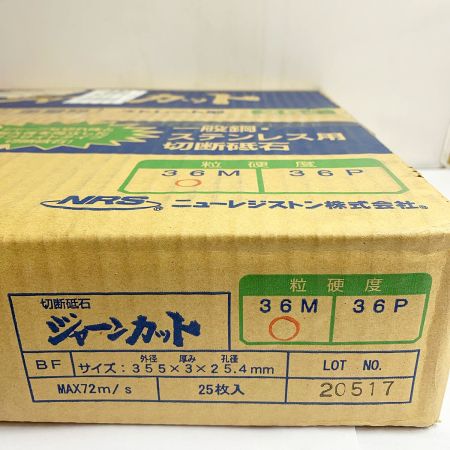 カット
一般鋼・
ステンレス用
切断砥石
粒 硬 度
36M 36P
NRS ® ニューレジストン株式会社®
切断砥石
ジャーンカット
粒 硬 度
36M 36P
外径 厚み 孔径
BF サイズ:355×3×25.4mm
LOT NO.
MAX72m/s 25枚入 20517